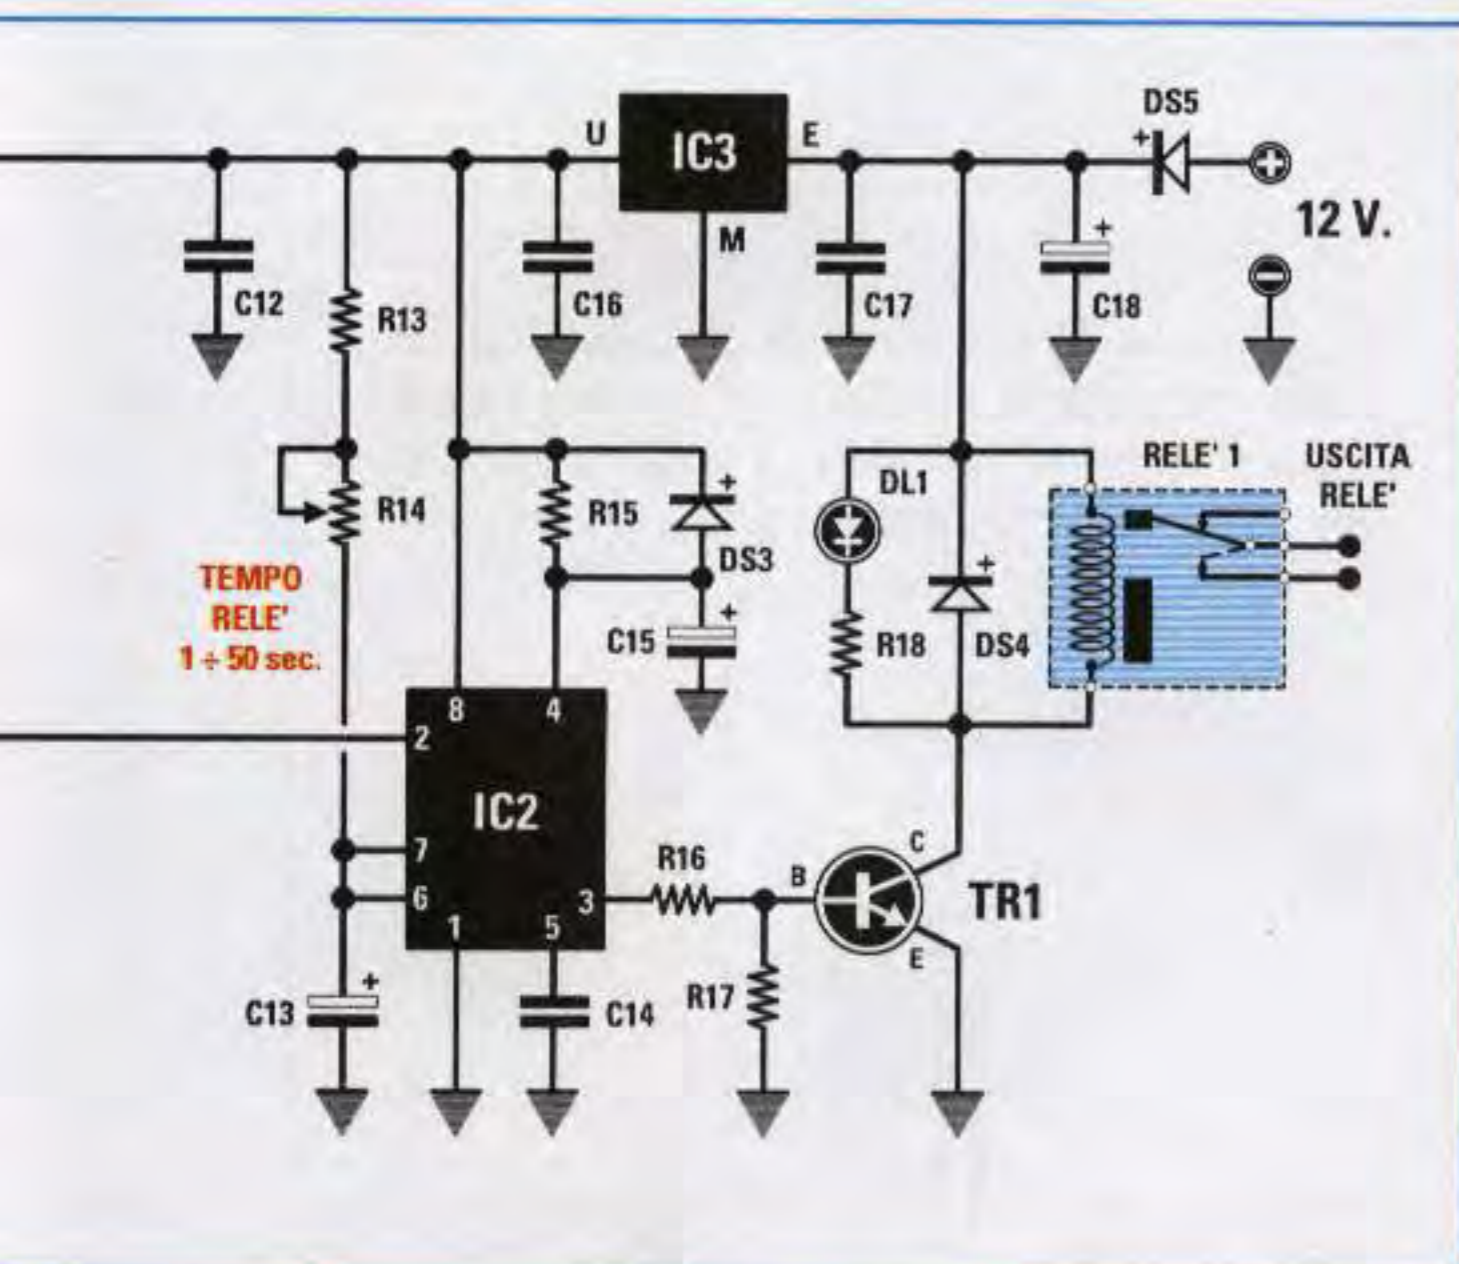 DS5
U
IC3
E
+
+
12 V.
M
+
-
C12
R13
C16
C17
C18
R14
R15
+
DS3
DL1
RELE' 1
USCITA
RELE'
TEMPO
RELE'
1 ÷ 50 sec.
C15
+
R18
+
DS4
8
4
2
IC2
7
6
3
1
5
R16
B
C
E
TR1
C13
+
C14
R17